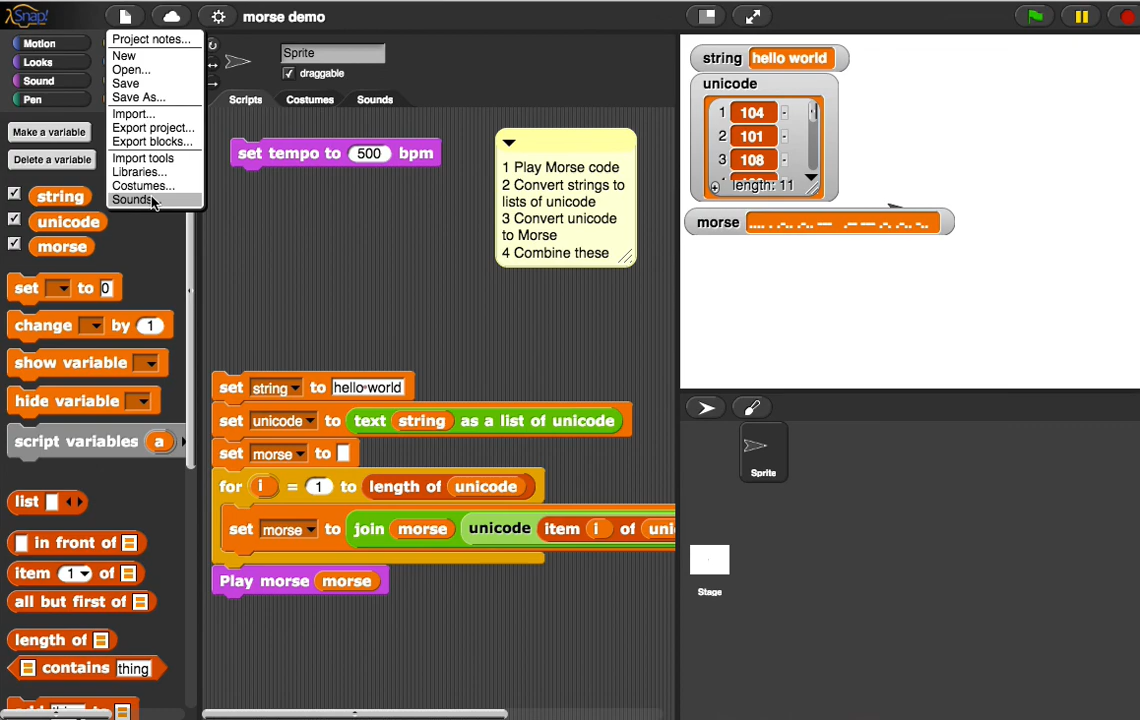 Snap!
morse demo
Motion
Looks
Sound
Pen
Make a variable
Delete a variable
string
unicode
morse
set to 0
change by 1
show variable
hide variable
script variables a
list
in front of
item 1 of
all but first of
length of
contains thing
Project notes...
New
Open...
Save
Save As...
Import...
Export project...
Export blocks...
Import tools
Libraries...
Costumes...
Sounds
Sprite
draggable
Scripts Costumes Sounds
set tempo to 500 bpm
1 Play Morse code
2 Convert strings to
lists of unicode
3 Convert unicode
to Morse
4 Combine these
set string to hello world
set unicode to text string as a list of unicode
set morse to
for i = 1 to length of unicode
set morse to join morse unicode item i of
Play morse morse
string hello world
unicode
1 104
2 101
3 108
length: 11
morse
Sprite
Stage